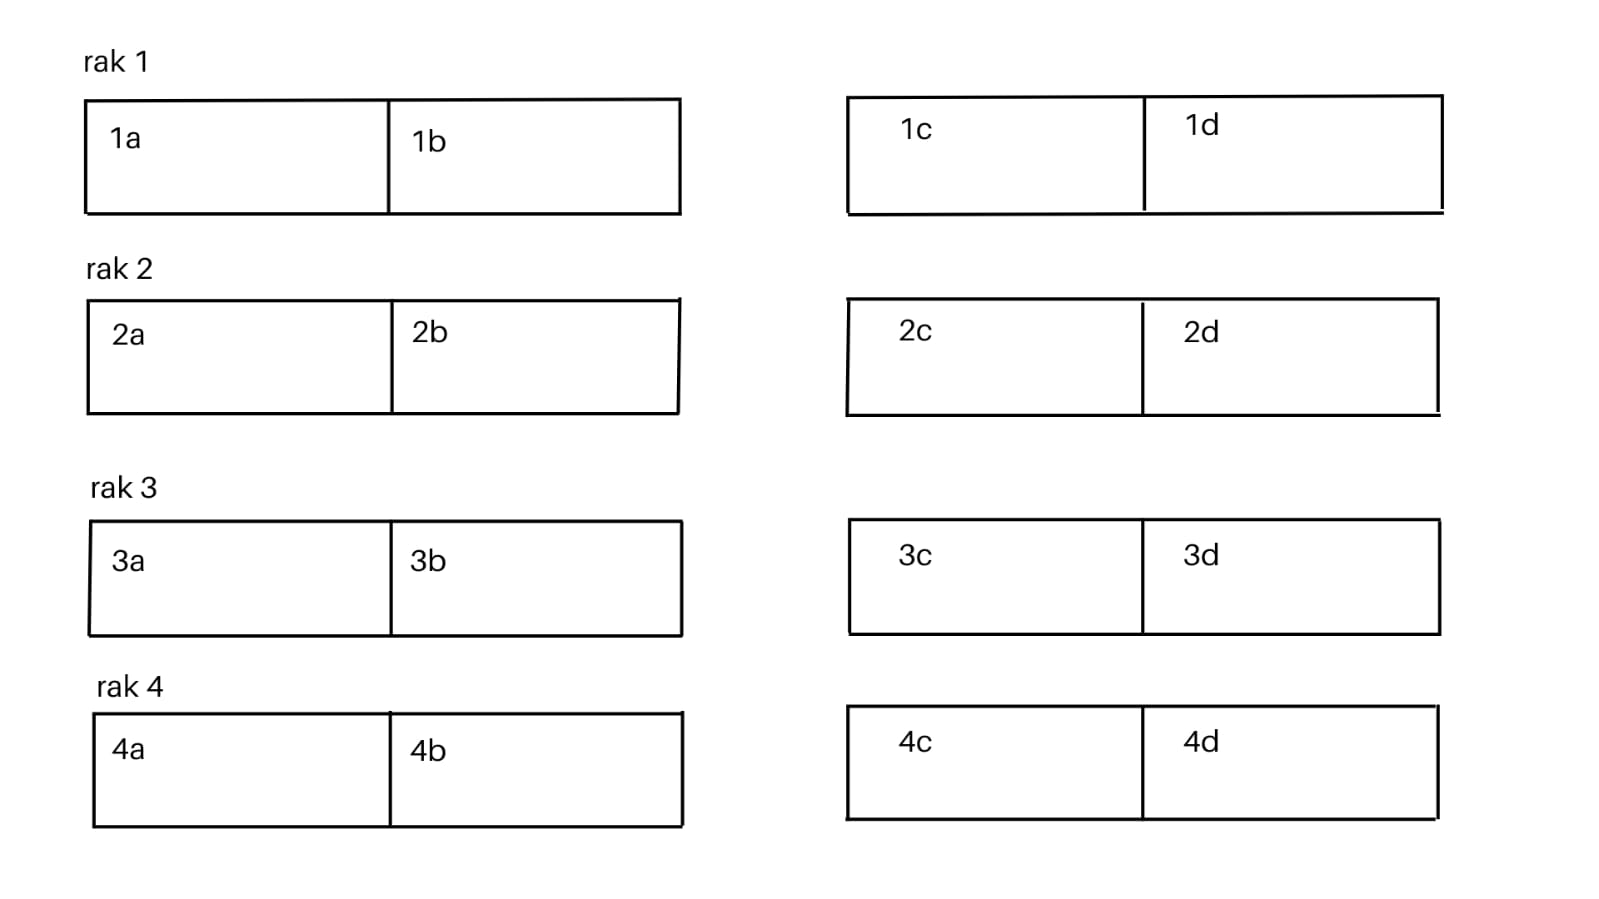 rak 1
1a 1b 1c 1d
rak 2
2a 2b 2c 2d
rak 3
3a 3b 3c 3d
rak 4
4a 4b 4c 4d